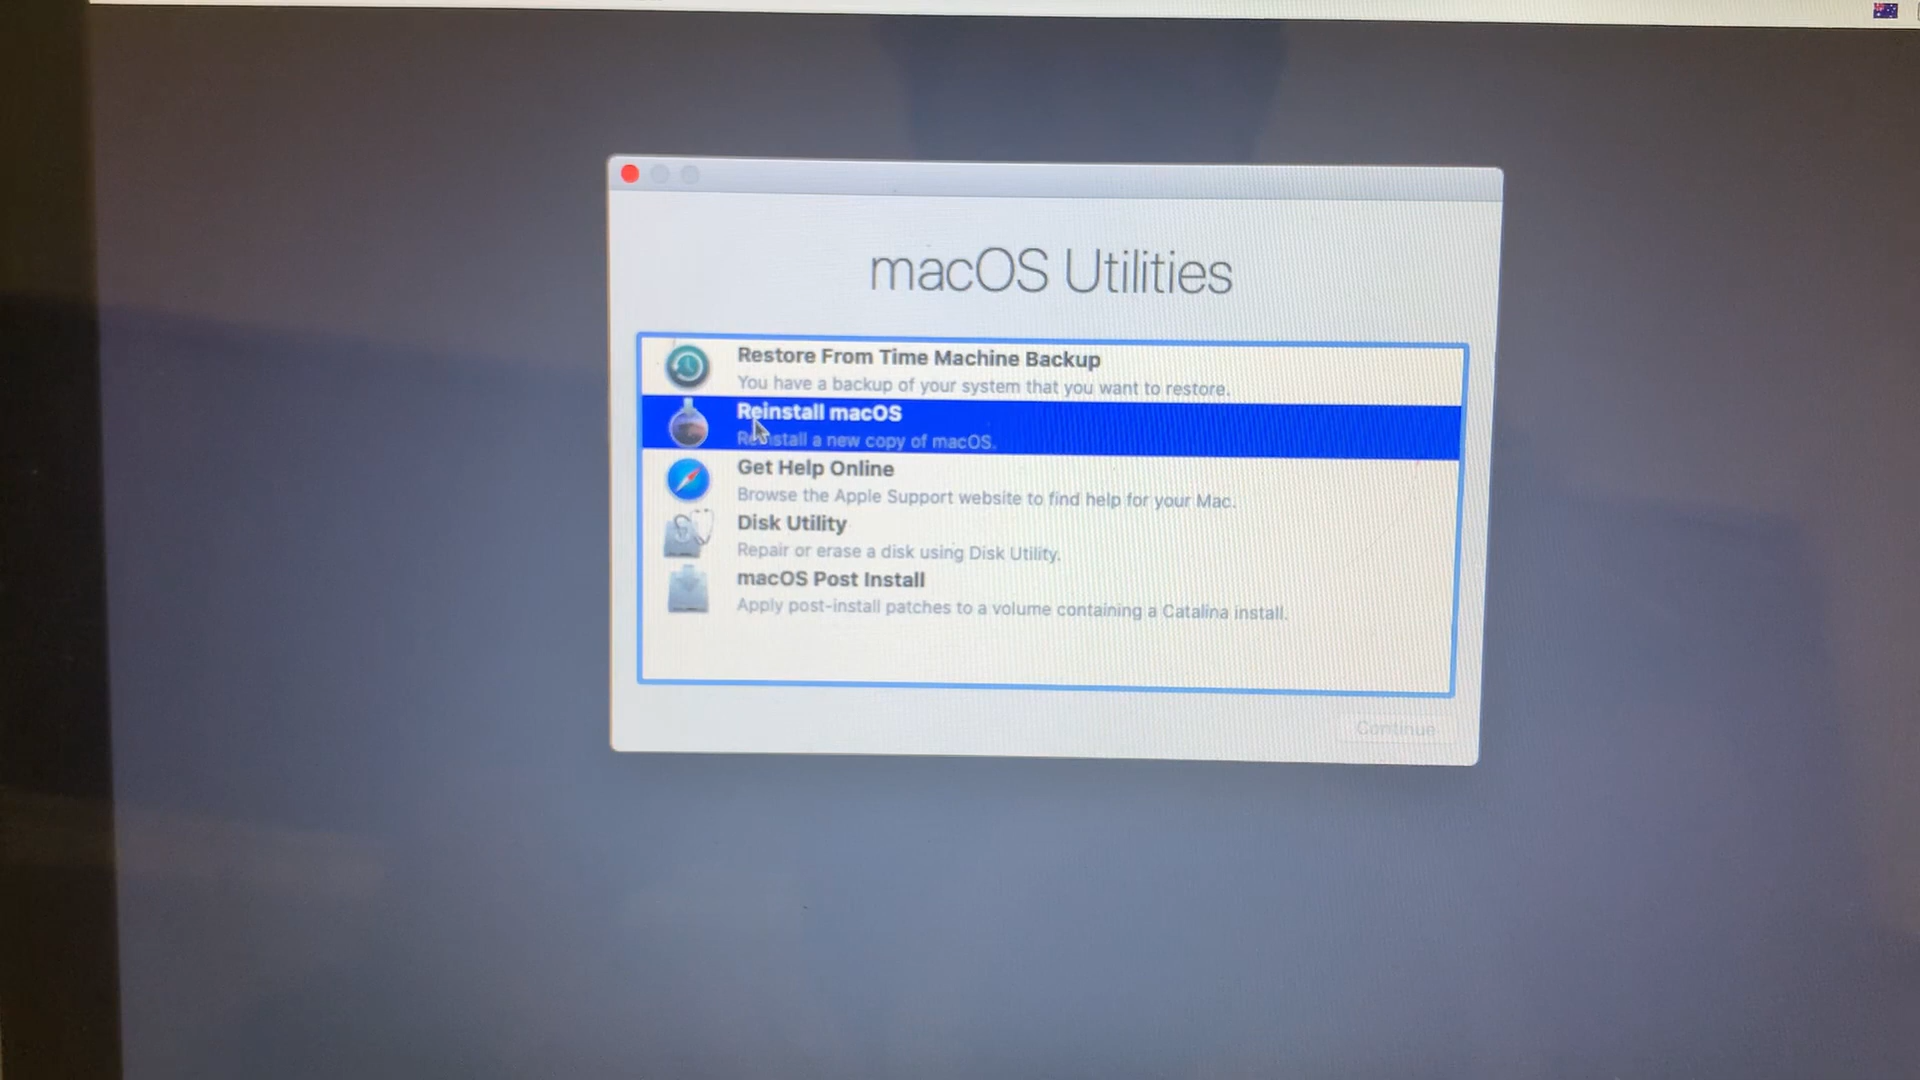 macOS Utilities
Restore From Time Machine Backup
You have a backup of your system that you want to restore.
Reinstall macOS
Reinstall a new copy of macOS.
Get Help Online
Browse the Apple Support website to find help for your Mac.
Disk Utility
Repair or erase a disk using Disk Utility.
macOS Post Install
Apply post-install patches to a volume containing a Catalina install.
Continue